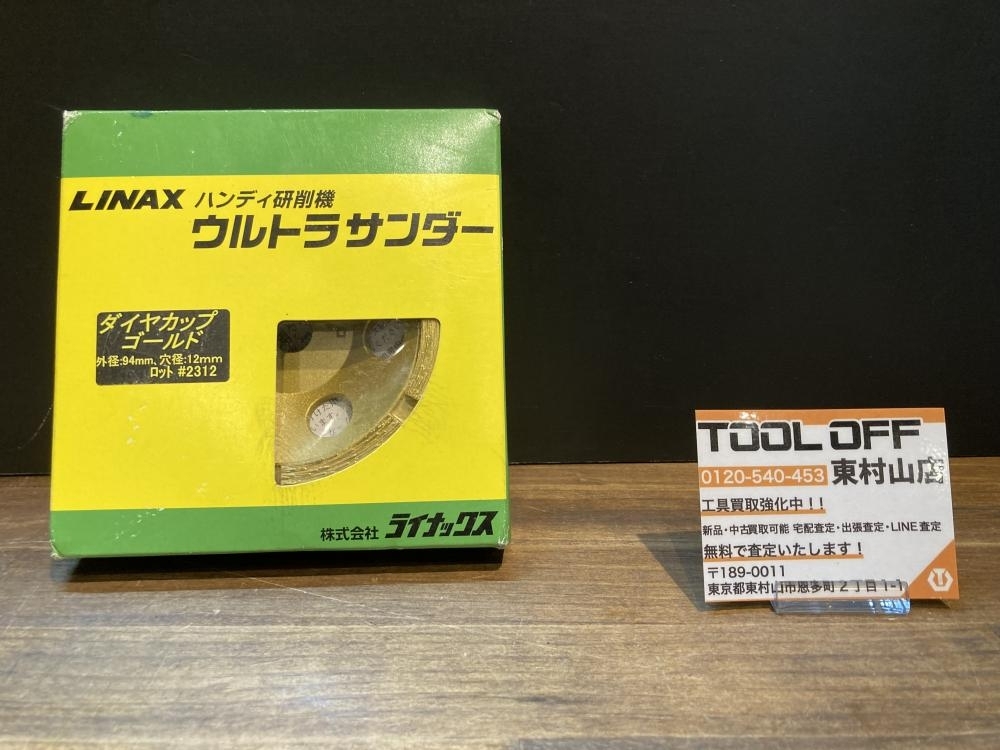 LINAX ハンディ研削機
ウルトラサンダー
ダイヤカップ
ゴールド
外径:94mm、穴径:12mm
ロット #2312
株式会社 ライナックス
TOOL OFF
0120-540-453 東村山店
工具買取強化中!!
新品・中古買取可能 宅配査定・出張査定・LINE査定
無料で査定いたします!
〒189-0011
東京都東村山市恩多町2丁目1-1